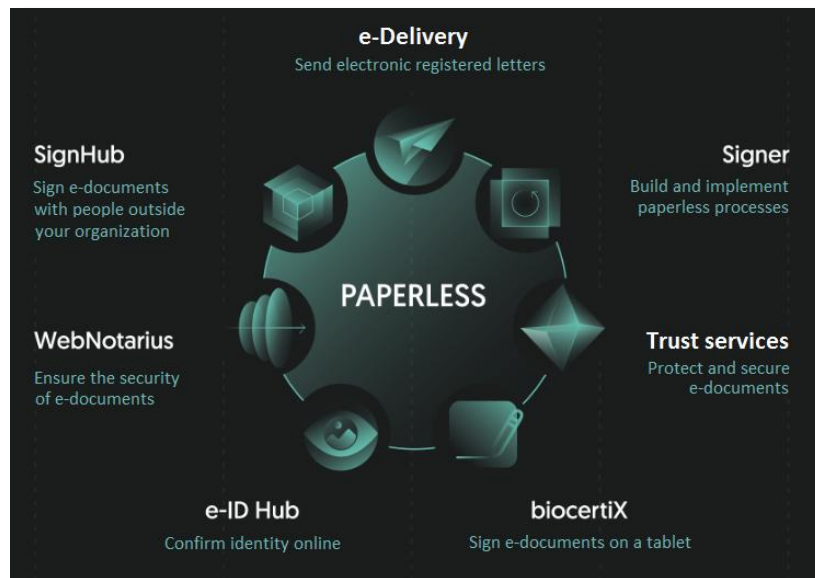 e-Delivery
Send electronic registered letters
SignHub
Sign e-documents
with people outside
your organization
Signer
Build and implement
paperless processes
PAPERLESS
WebNotarius
Ensure the security
of e-documents
Trust services
Protect and secure
e-documents
e-ID Hub
Confirm identity online
biocertiX
Sign e-documents on a tablet